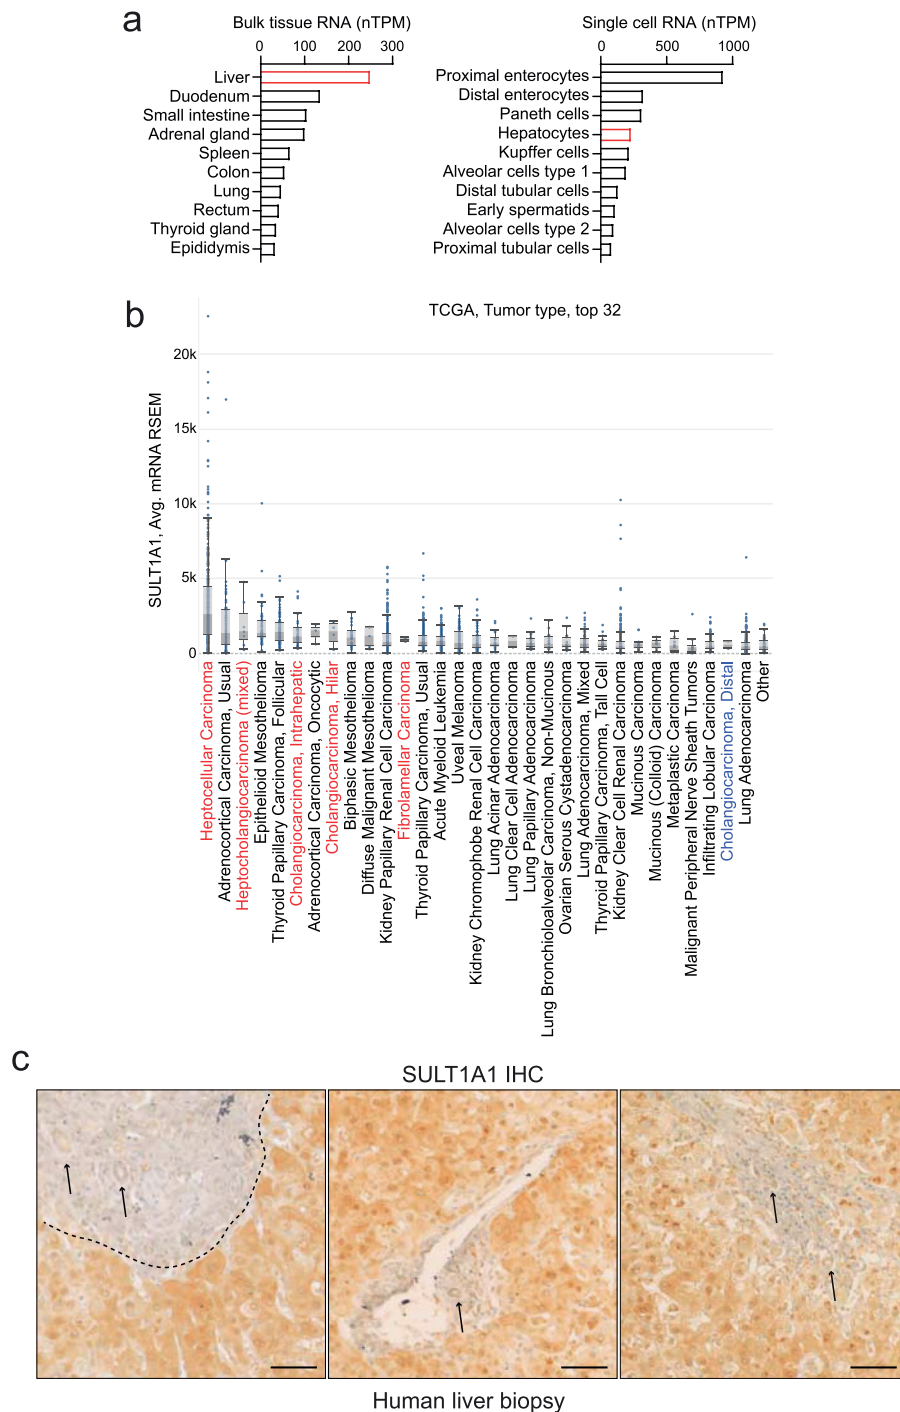 a
Bulk tissue RNA (nTPM)
0 100 200 300
Liver
Duodenum
Small intestine
Adrenal gland
Spleen
Colon
Lung
Rectum
Thyroid gland
Epididymis
Single cell RNA (nTPM)
0 500 1000
Proximal enterocytes
Distal enterocytes
Paneth cells
Hepatocytes
Kupffer cells
Alveolar cells type 1
Distal tubular cells
Early spermatids
Alveolar cells type 2
Proximal tubular cells
b
TCGA, Tumor type, top 32
SULT1A1, Avg. mRNA RSEM
20k
15k
10k
5k
0
Heptocellular Carcinoma
Adrenocortical Carcinoma, Usual
Heptocholangiocarcinoma (mixed)
Epithelioid Mesothelioma
Thyroid Papillary Carcinoma, Follicular
Cholangiocarcinoma, Intrahepatic
Adrenocortical Carcinoma, Oncocytic
Cholangiocarcinoma, Hilar
Biphasic Mesothelioma
Diffuse Malignant Mesothelioma
Kidney Papillary Renal Cell Carcinoma
Fibrolamellar Carcinoma
Thyroid Papillary Carcinoma, Usual
Acute Myeloid Leukemia
Uveal Melanoma
Kidney Chromophobe Renal Cell Carcinoma
Lung Acinar Adenocarcinoma
Lung Clear Cell Adenocarcinoma
Lung Papillary Adenocarcinoma
Lung Bronchioloalveolar Carcinoma, Non-Mucinous
Ovarian Serous Cystadenocarcinoma
Lung Adenocarcinoma, Mixed
Thyroid Papillary Carcinoma, Tall Cell
Kidney Clear Cell Renal Carcinoma
Mucinous Carcinoma
Mucinous (Colloid) Carcinoma
Metaplastic Carcinoma
Malignant Peripheral Nerve Sheath Tumors
Infiltrating Lobular Carcinoma
Cholangiocarcinoma, Distal
Lung Adenocarcinoma
Other
c
SULT1A1 IHC
Human liver biopsy